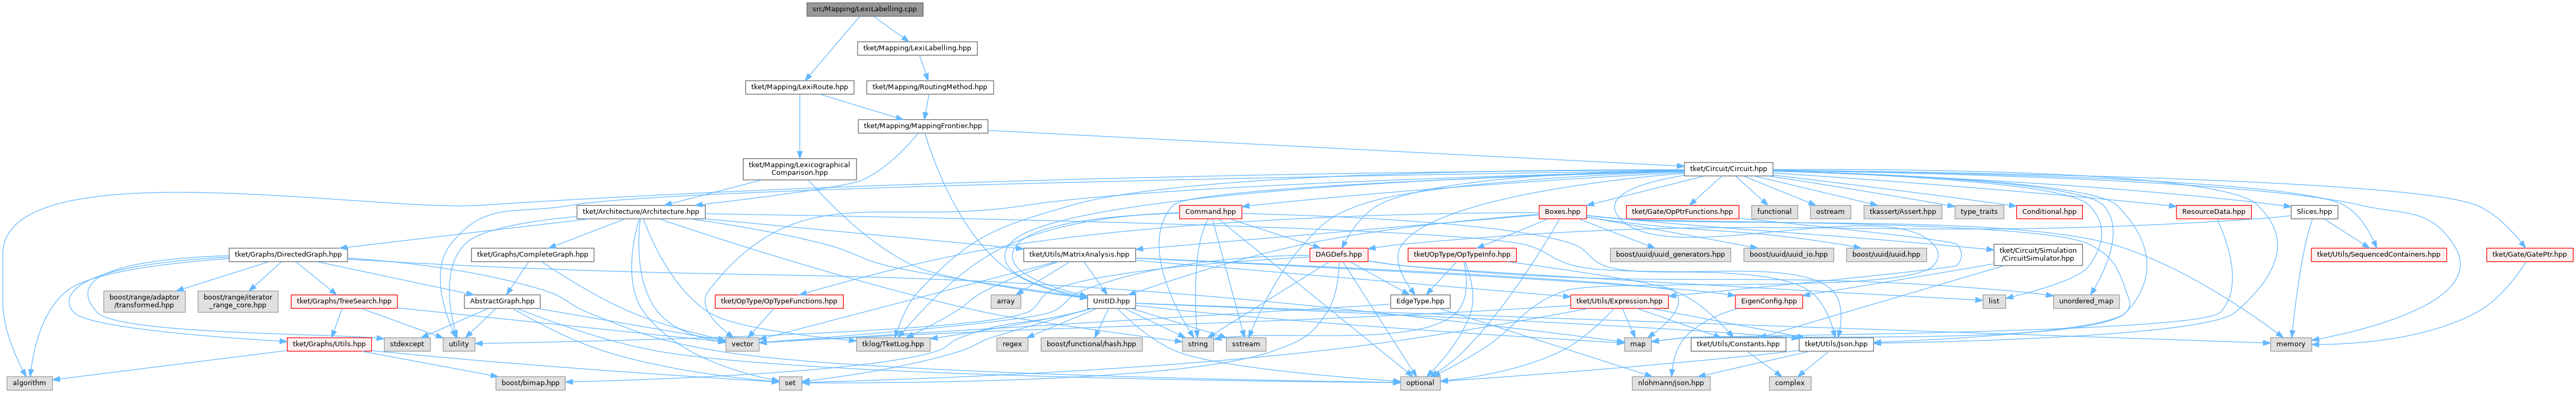 src/Mapping/LexiLabelling.cpp
tket/Mapping/LexiLabelling.hpp
tket/Mapping/LexiRoute.hpp
tket/Mapping/RoutingMethod.hpp
tket/Mapping/MappingFrontier.hpp
tket/Mapping/Lexicographical
Comparison.hpp
tket/Circuit/Circuit.hpp
tket/Architecture/Architecture.hpp
Command.hpp
Boxes.hpp
tket/Gate/OpPtrFunctions.hpp
functional
ostream
tkassert/Assert.hpp
type_traits
Conditional.hpp
ResourceData.hpp
Slices.hpp
tket/Graphs/DirectedGraph.hpp
tket/Graphs/CompleteGraph.hpp
tket/Utils/MatrixAnalysis.hpp
DAGDefs.hpp
tket/OpType/OpTypeInfo.hpp
boost/uuid/uuid_generators.hpp
boost/uuid/uuid_io.hpp
boost/uuid/uuid.hpp
tket/Circuit/Simulation
/CircuitSimulator.hpp
tket/Utils/SequencedContainers.hpp
tket/Gate/GatePtr.hpp
boost/range/adaptor
/transformed.hpp
boost/range/iterator
_range_core.hpp
tket/Graphs/TreeSearch.hpp
AbstractGraph.hpp
tket/OpType/OpTypeFunctions.hpp
array
UnitID.hpp
EdgeType.hpp
tket/Utils/Expression.hpp
EigenConfig.hpp
list
unordered_map
tket/Graphs/Utils.hpp
stdexcept
utility
vector
tklog/TketLog.hpp
regex
boost/functional/hash.hpp
string
sstream
map
tket/Utils/Constants.hpp
tket/Utils/Json.hpp
memory
algorithm
boost/bimap.hpp
set
optional
nlohmann/json.hpp
complex